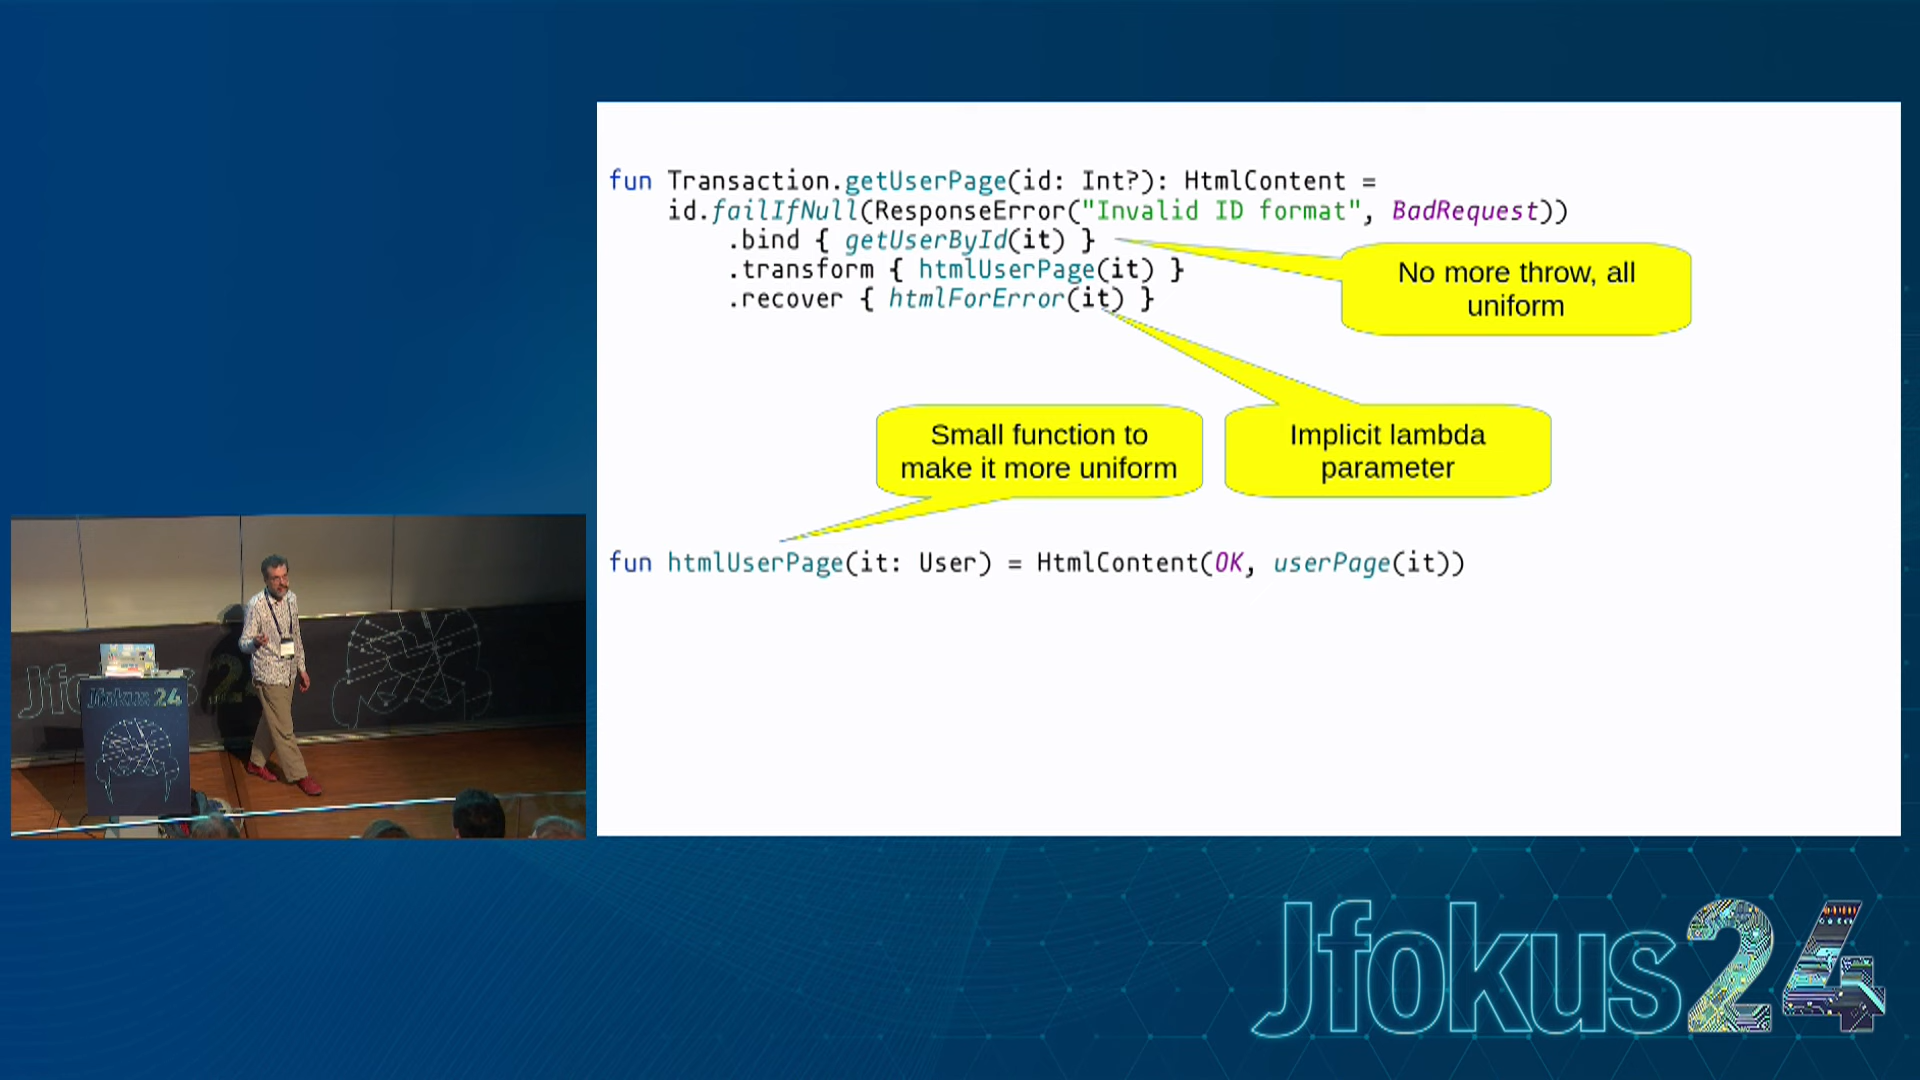 fun Transaction.getUserPage(id: Int?): HtmlContent =
id.failIfNull(ResponseError("Invalid ID format", BadRequest))
.bind { getUserById(it) }
.transform { htmlUserPage(it) }
.recover { htmlForError(it) }
No more throw, all
uniform
Small function to
make it more uniform
Implicit lambda
parameter
fun htmlUserPage(it: User) = HtmlContent(OK, userPage(it))
Jfokus 24
Jfokus24